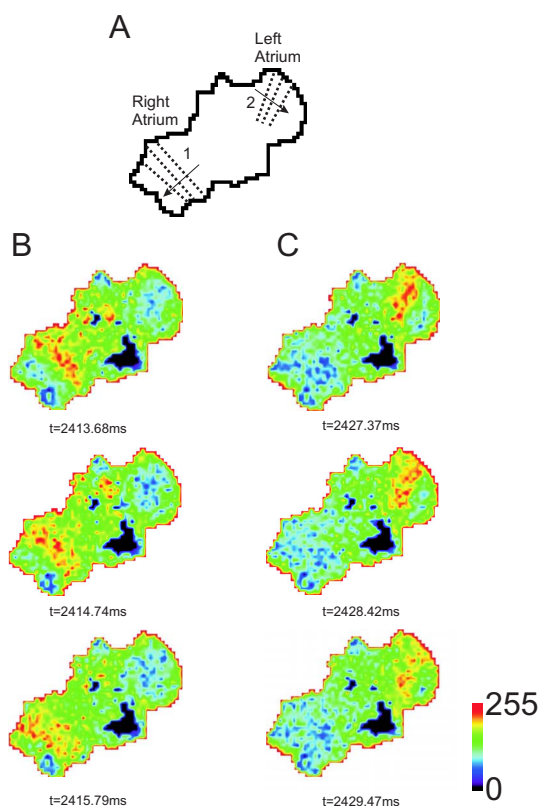 A
Left
Atrium
2
Right
Atrium
1
B
C
t=2413.68ms
t=2427.37ms
t=2414.74ms
t=2428.42ms
255
0
t=2415.79ms
t=2429.47ms